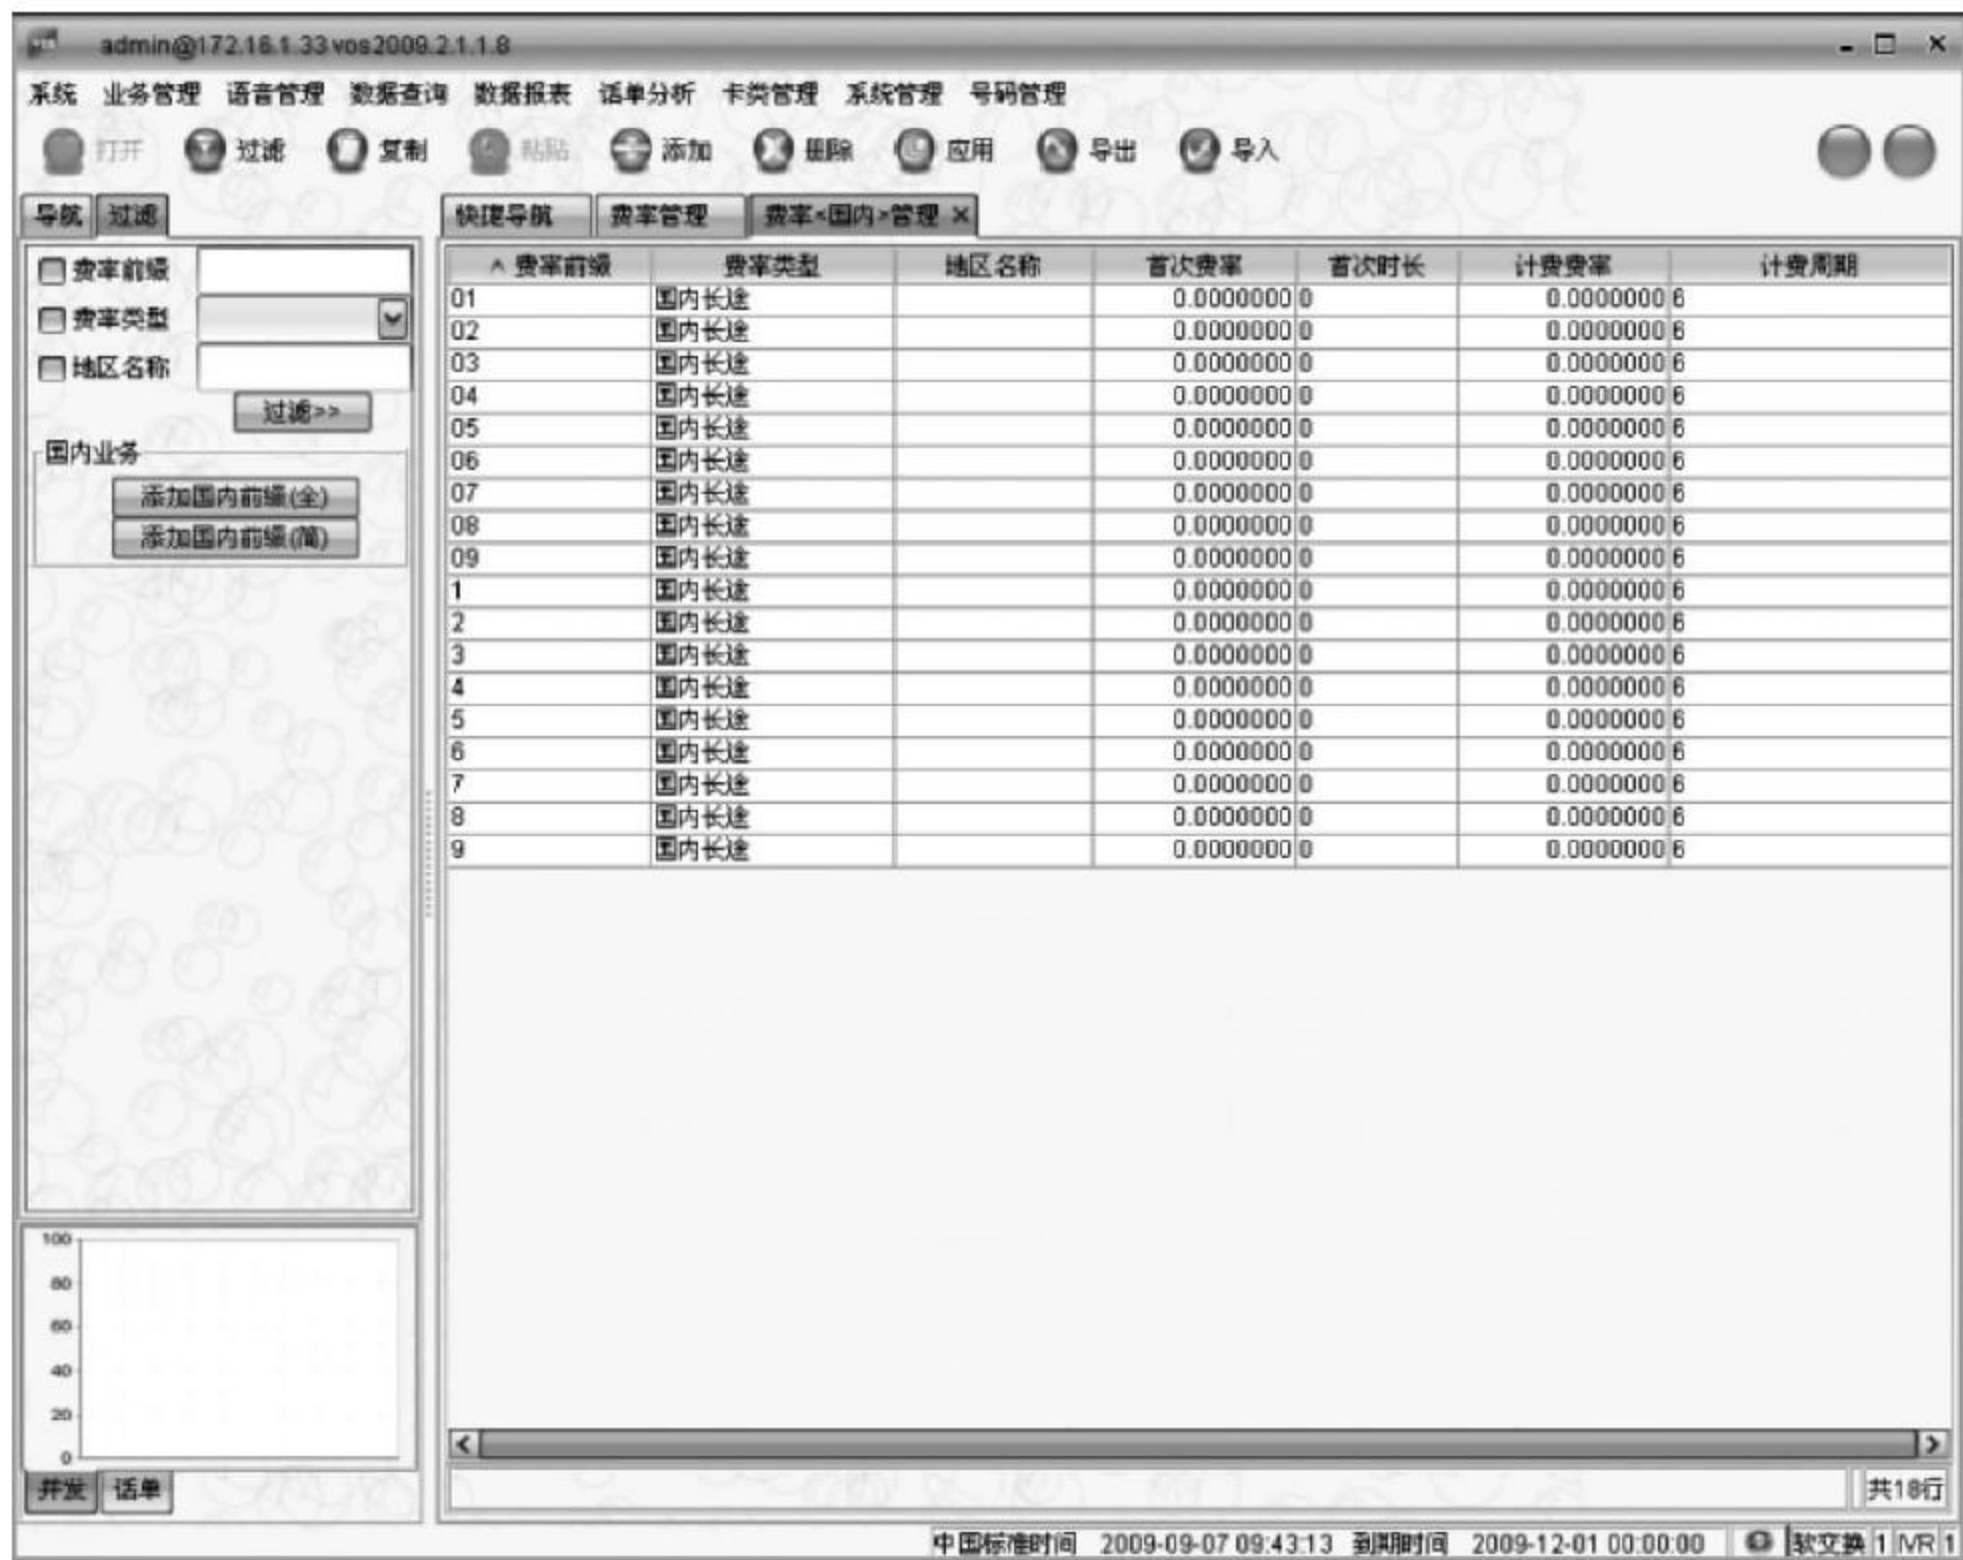 admin@172.16.1.33 vos2009.2.1.1.8
系统 业务管理 语音管理 数据查询 数据报表 话单分析 卡类管理 系统管理 号码管理
打开 过滤 复制 粘贴 添加 删除 应用 导出 导入
导航 过滤
快捷导航 费率管理 费率<国内>管理 ×
费率前缀
费率类型
地区名称
过滤>>
国内业务
添加国内前缀(全)
添加国内前缀(简)
^ 费率前缀 费率类型 地区名称 首次费率 首次时长 计费费率 计费周期
01 国内长途 0.0000000 0 0.0000000 6
02 国内长途 0.0000000 0 0.0000000 6
03 国内长途 0.0000000 0 0.0000000 6
04 国内长途 0.0000000 0 0.0000000 6
05 国内长途 0.0000000 0 0.0000000 6
06 国内长途 0.0000000 0 0.0000000 6
07 国内长途 0.0000000 0 0.0000000 6
08 国内长途 0.0000000 0 0.0000000 6
09 国内长途 0.0000000 0 0.0000000 6
1 国内长途 0.0000000 0 0.0000000 6
2 国内长途 0.0000000 0 0.0000000 6
3 国内长途 0.0000000 0 0.0000000 6
4 国内长途 0.0000000 0 0.0000000 6
5 国内长途 0.0000000 0 0.0000000 6
6 国内长途 0.0000000 0 0.0000000 6
7 国内长途 0.0000000 0 0.0000000 6
8 国内长途 0.0000000 0 0.0000000 6
9 国内长途 0.0000000 0 0.0000000 6
100
80
60
40
20
0
并发 话单
共18行
中国标准时间 2009-09-07 09:43:13 到期时间 2009-12-01 00:00:00 软交换 1 IVR 1